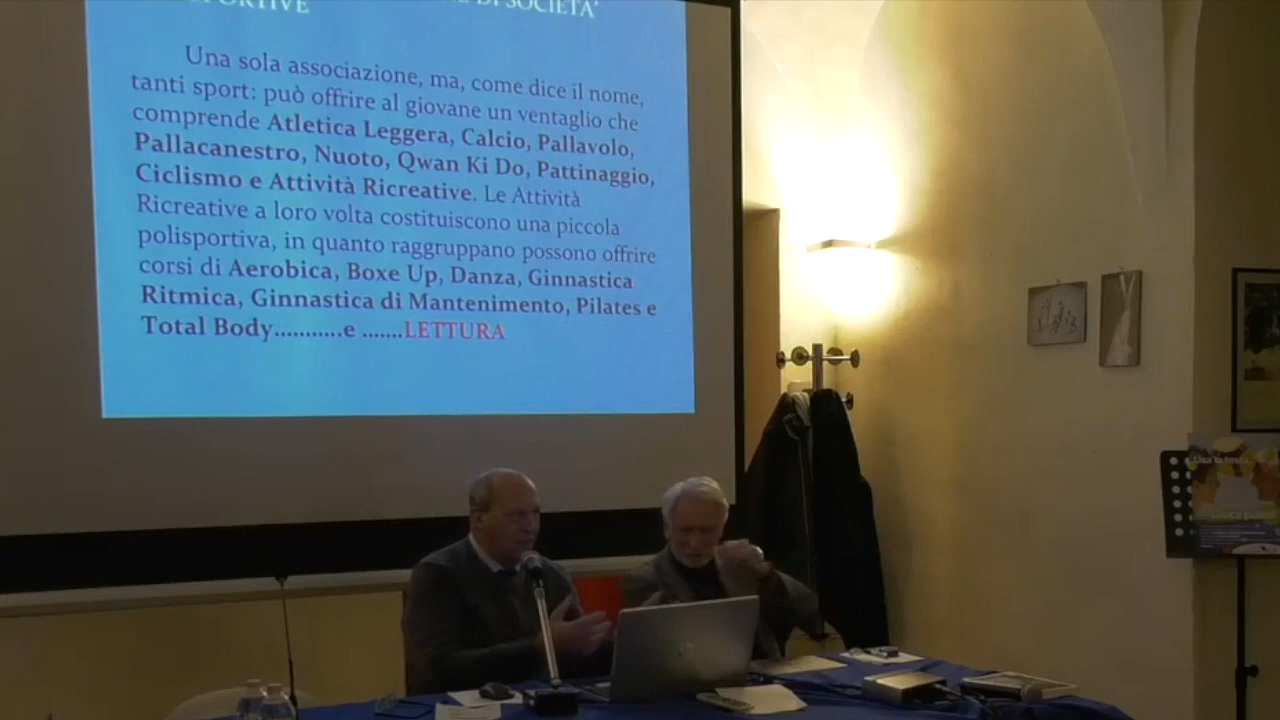 DI SOCIETA'
Una sola associazione, ma, come dice il nome,
tanti sport: può offrire al giovane un ventaglio che
comprende Atletica Leggera, Calcio, Pallavolo,
Pallacanestro, Nuoto, Qwan Ki Do, Pattinaggio,
Ciclismo e Attività Ricreative. Le Attività
Ricreative a loro volta costituiscono una piccola
polisportiva, in quanto raggruppano possono offrire
corsi di Aerobica, Boxe Up, Danza, Ginnastica
Ritmica, Ginnastica di Mantenimento, Pilates e
Total Body...........e .......LETTURA